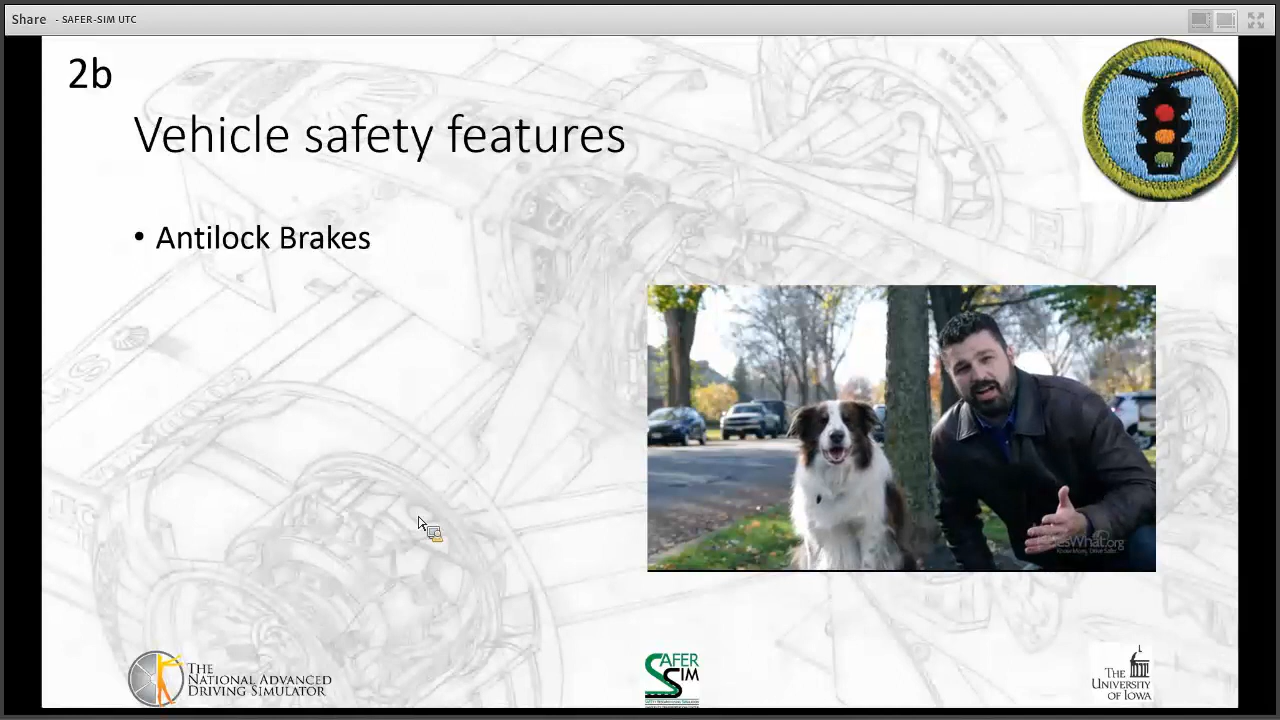 Share - SAFER-SIM UTC
2b
Vehicle safety features
• Antilock Brakes
THE
NATIONAL ADVANCED
DRIVING SIMULATOR
SAFER
SIM
THE
UNIVERSITY
OF IOWA